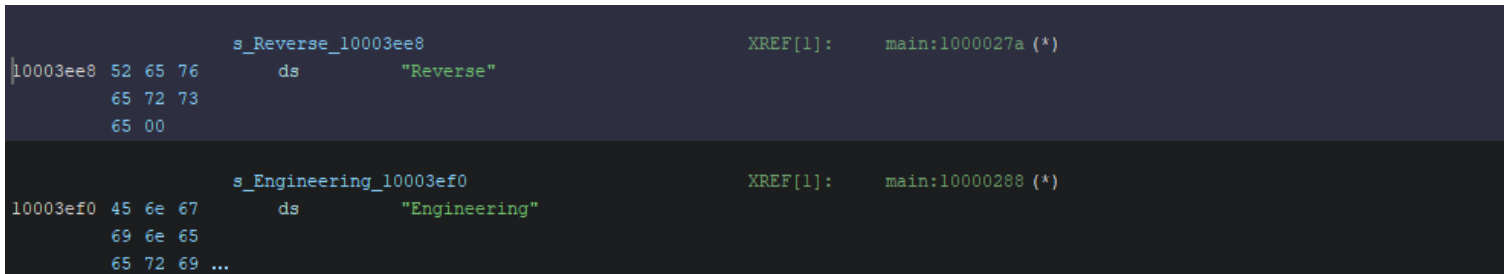 s_Reverse_10003ee8 XREF[1]: main:1000027a (*)
10003ee8 52 65 76 ds "Reverse"
65 72 73
65 00
s_Engineering_10003ef0 XREF[1]: main:10000288 (*)
10003ef0 45 6e 67 ds "Engineering"
69 6e 65
65 72 69 ...